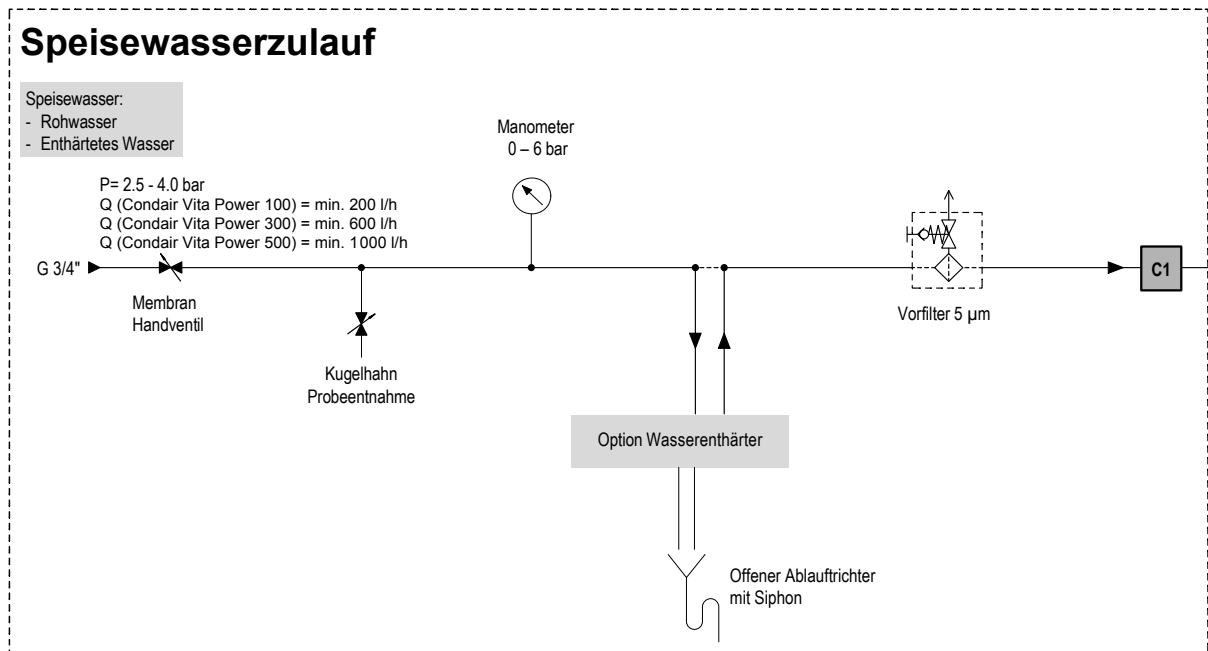 Speisewasserzulauf
Speisewasser:
- Rohwasser
- Enthärtetes Wasser
Manometer
0 – 6 bar
P= 2.5 - 4.0 bar
Q (Condair Vita Power 100) = min. 200 l/h
Q (Condair Vita Power 300) = min. 600 l/h
Q (Condair Vita Power 500) = min. 1000 l/h
G 3/4"
C1
Membran
Handventil
Vorfilter 5 µm
Kugelhahn
Probeentnahme
Option Wasserenthärter
Offener Ablauftrichter
mit Siphon